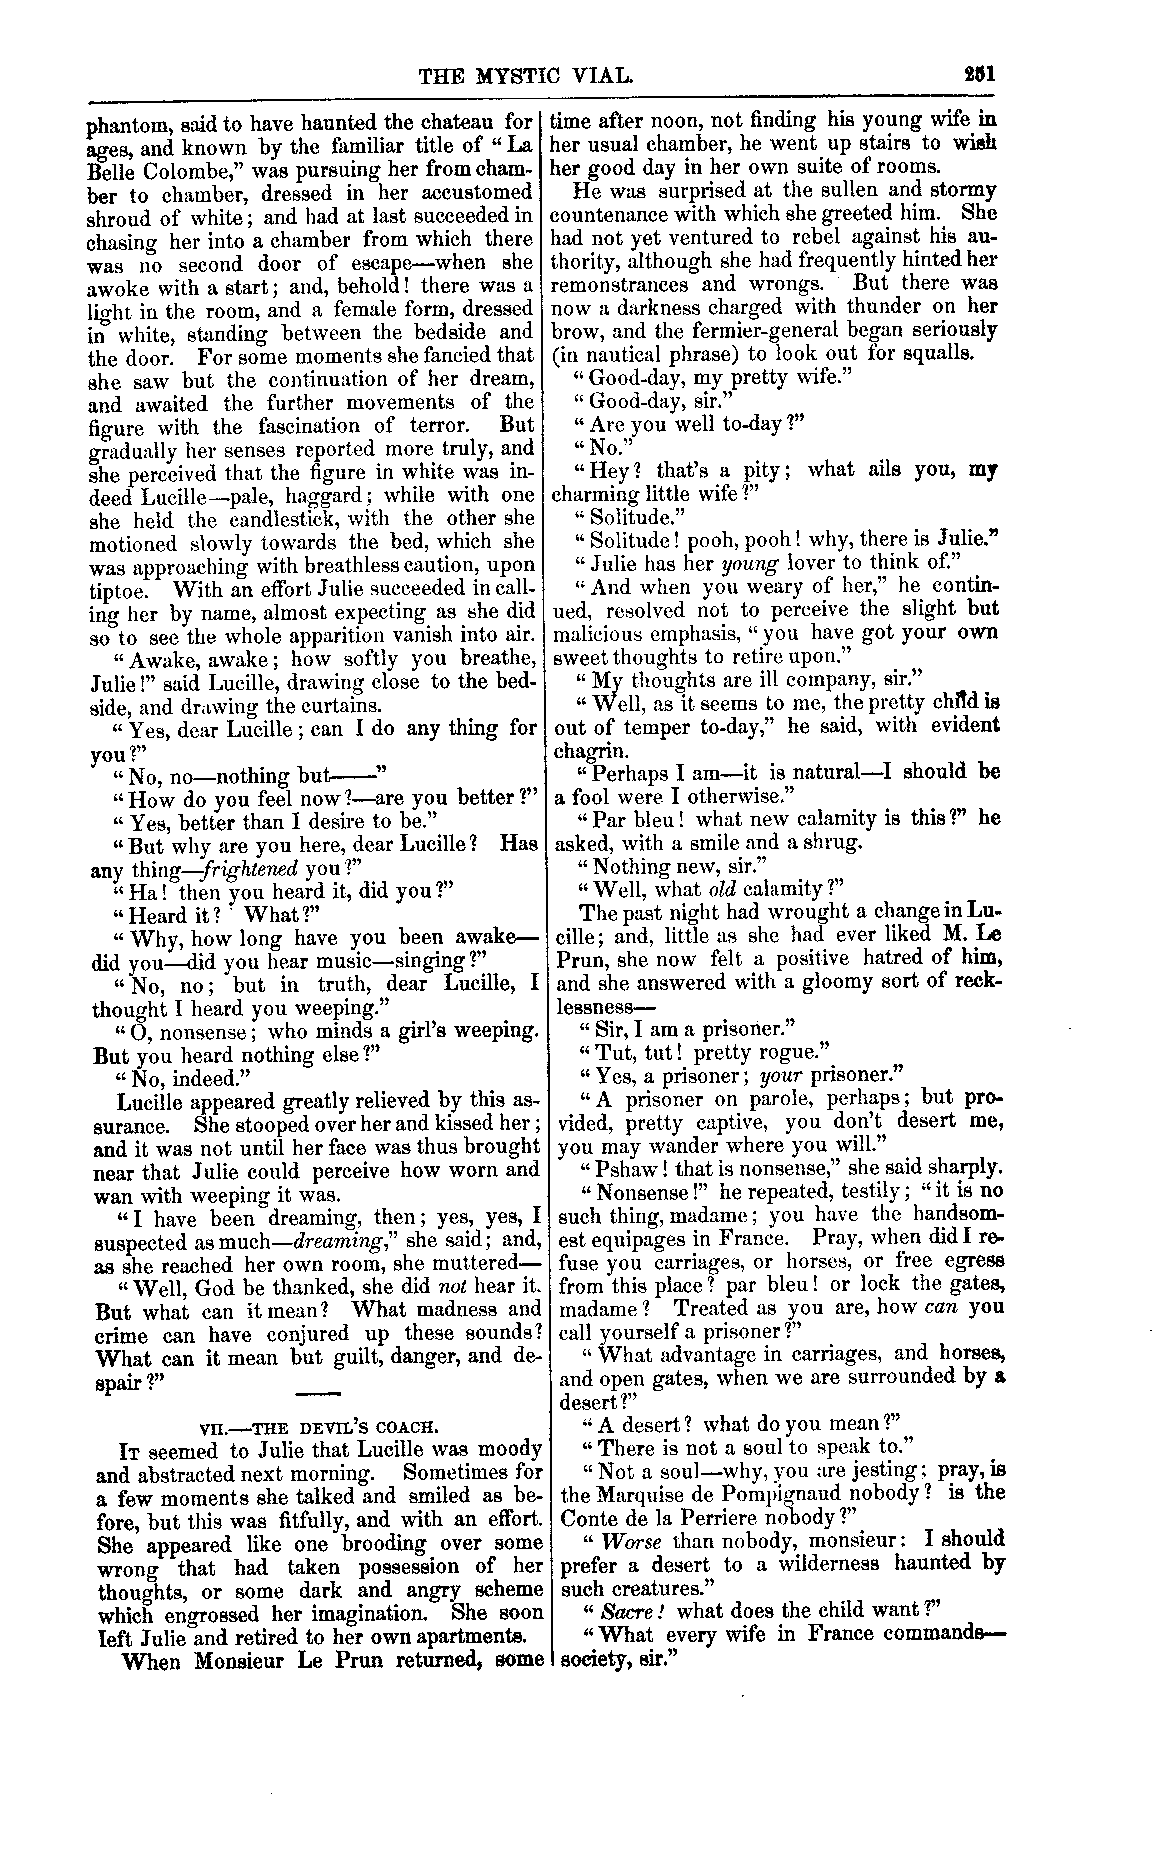 THE MYSTIC VIAL. 251
phantom, said to have haunted the chateau for
ages, and known by the familiar title of “La
Belle Colombe,” was pursuing her from cham-
ber to chamber, dressed in her accustomed
shroud of white; and had at last succeeded in
chasing her into a chamber from which there
was no second door of escape—when she
awoke with a start; and, behold! there was a
light in the room, and a female form, dressed
in white, standing between the bedside and
the door. For some moments she fancied that
she saw but the continuation of her dream,
and awaited the further movements of the
figure with the fascination of terror. But
gradually her senses reported more truly, and
she perceived that the figure in white was in-
deed Lucille—pale, haggard; while with one
she held the candlestick, with the other she
motioned slowly towards the bed, which she
was approaching with breathless caution, upon
tiptoe. With an effort Julie succeeded in call-
ing her by name, almost expecting as she did
so to see the whole apparition vanish into air.
“Awake, awake; how softly you breathe,
Julie!” said Lucille, drawing close to the bed-
side, and drawing the curtains.
“Yes, dear Lucille; can I do any thing for
you?”
“No, no—nothing but——”
“How do you feel now?—are you better?”
“Yes, better than I desire to be.”
“But why are you here, dear Lucille? Has
any thing—frightened you?”
“Ha! then you heard it, did you?”
“Heard it? What?”
“Why, how long have you been awake—
did you—did you hear music—singing?”
“No, no; but in truth, dear Lucille, I
thought I heard you weeping.”
“O, nonsense; who minds a girl’s weeping.
But you heard nothing else?”
“No, indeed.”
Lucille appeared greatly relieved by this as-
surance. She stooped over her and kissed her;
and it was not until her face was thus brought
near that Julie could perceive how worn and
wan with weeping it was.
“I have been dreaming, then; yes, yes, I
suspected as much—dreaming,” she said; and,
as she reached her own room, she muttered—
“Well, God be thanked, she did not hear it.
But what can it mean? What madness and
crime can have conjured up these sounds?
What can it mean but guilt, danger, and de-
spair?”
VII.—THE DEVIL’S COACH.
IT seemed to Julie that Lucille was moody
and abstracted next morning. Sometimes for
a few moments she talked and smiled as be-
fore, but this was fitfully, and with an effort.
She appeared like one brooding over some
wrong that had taken possession of her
thoughts, or some dark and angry scheme
which engrossed her imagination. She soon
left Julie and retired to her own apartments.
When Monsieur Le Prun returned, some
time after noon, not finding his young wife in
her usual chamber, he went up stairs to wish
her good day in her own suite of rooms.
He was surprised at the sullen and stormy
countenance with which she greeted him. She
had not yet ventured to rebel against his au-
thority, although she had frequently hinted her
remonstrances and wrongs. But there was
now a darkness charged with thunder on her
brow, and the fermier-general began seriously
(in nautical phrase) to look out for squalls.
“Good-day, my pretty wife.”
“Good-day, sir.”
“Are you well to-day?”
“No.”
“Hey? that’s a pity; what ails you, my
charming little wife?”
“Solitude.”
“Solitude! pooh, pooh! why, there is Julie.”
“Julie has her young lover to think of.”
“And when you weary of her,” he contin-
ued, resolved not to perceive the slight but
malicious emphasis, “you have got your own
sweet thoughts to retire upon.”
“My thoughts are ill company, sir.”
“Well, as it seems to me, the pretty child is
out of temper to-day,” he said, with evident
chagrin.
“Perhaps I am—it is natural—I should be
a fool were I otherwise.”
“Par bleu! what new calamity is this?” he
asked, with a smile and a shrug.
“Nothing new, sir.”
“Well, what old calamity?”
The past night had wrought a change in Lu-
cille; and, little as she had ever liked M. Le
Prun, she now felt a positive hatred of him,
and she answered with a gloomy sort of reck-
lessness—
“Sir, I am a prisoner.”
“Tut, tut! pretty rogue.”
“Yes, a prisoner; your prisoner.”
“A prisoner on parole, perhaps; but pro-
vided, pretty captive, you don’t desert me,
you may wander where you will.”
“Pshaw! that is nonsense,” she said sharply.
“Nonsense!” he repeated, testily; “it is no
such thing, madame; you have the handsom-
est equipages in France. Pray, when did I re-
fuse you carriages, or horses, or free egress
from this place? par bleu! or lock the gates,
madame? Treated as you are, how can you
call yourself a prisoner?”
“What advantage in carriages, and horses,
and open gates, when we are surrounded by a
desert?”
“A desert? what do you mean?”
“There is not a soul to speak to.”
“Not a soul—why, you are jesting; pray, is
the Marquise de Pompignaud nobody? is the
Conte de la Perriere nobody?”
“Worse than nobody, monsieur: I should
prefer a desert to a wilderness haunted by
such creatures.”
“Sacre! what does the child want?”
“What every wife in France commands—
society, sir.”